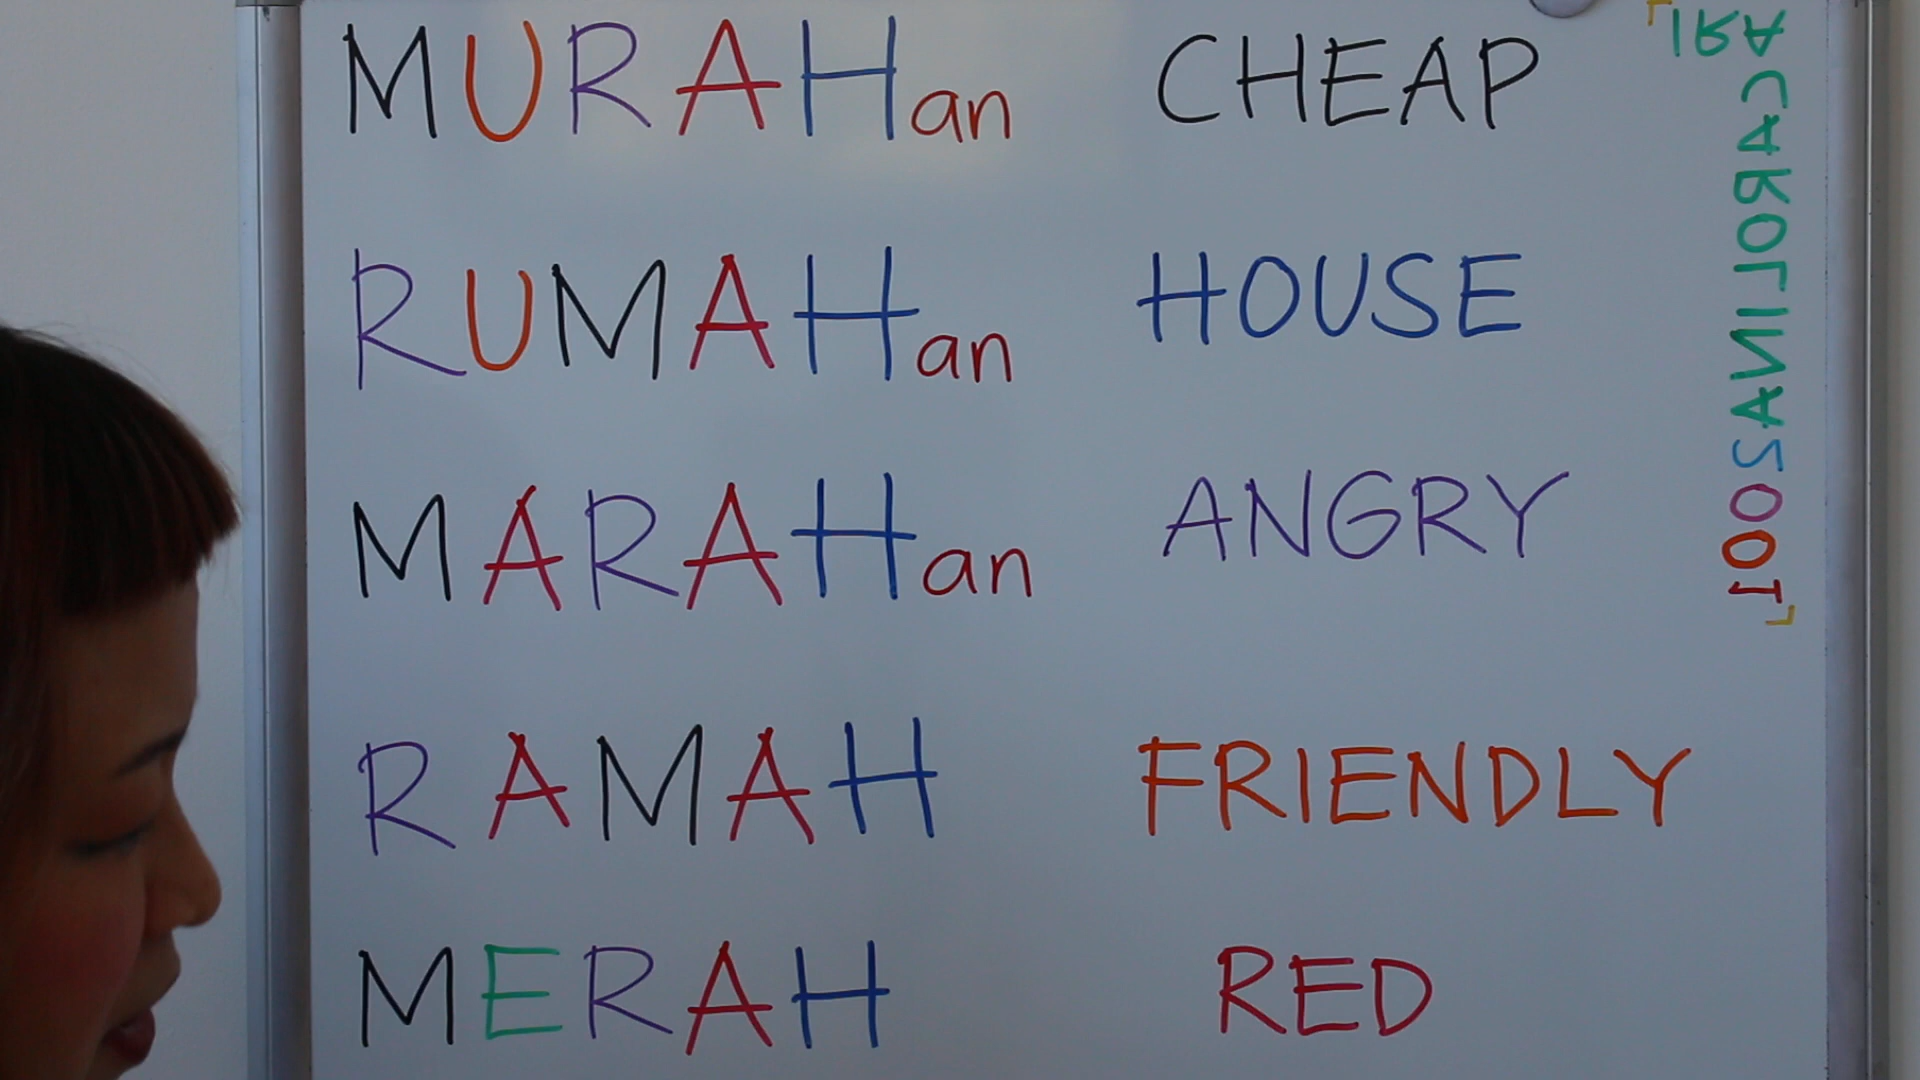 MURAHan CHEAP
RUMAHan HOUSE
MARAHan ANGRY
RAMAH FRIENDLY
MERAH RED